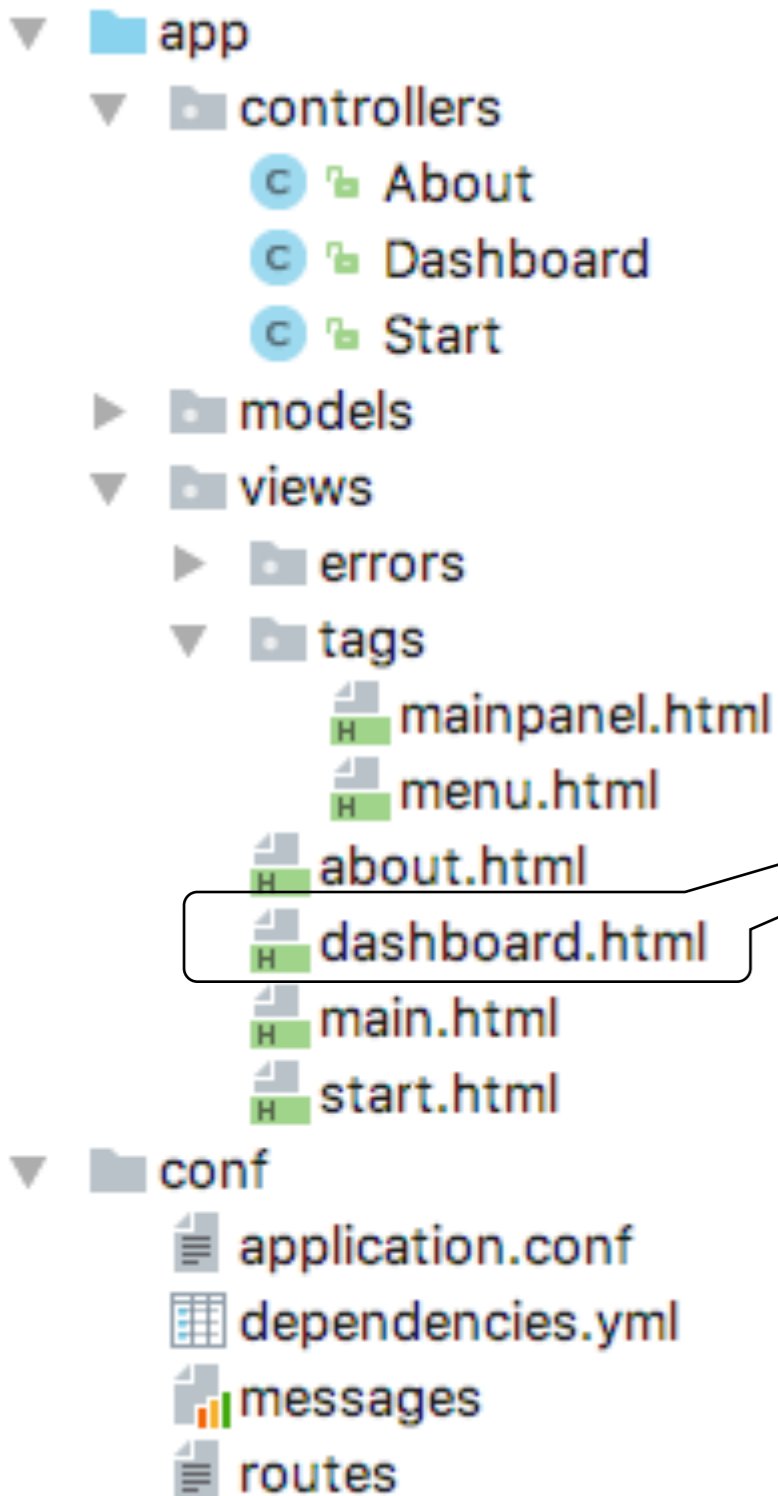 app
controllers
C About
C Dashboard
C Start
models
views
errors
tags
H mainpanel.html
H menu.html
H about.html
H dashboard.html
H main.html
H start.html
conf
application.conf
dependencies.yml
messages
routes